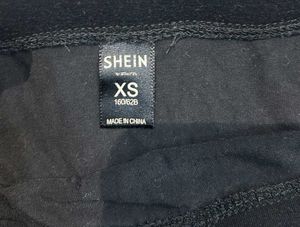 SHEIN
XS
160/62B
MADE IN CHINA